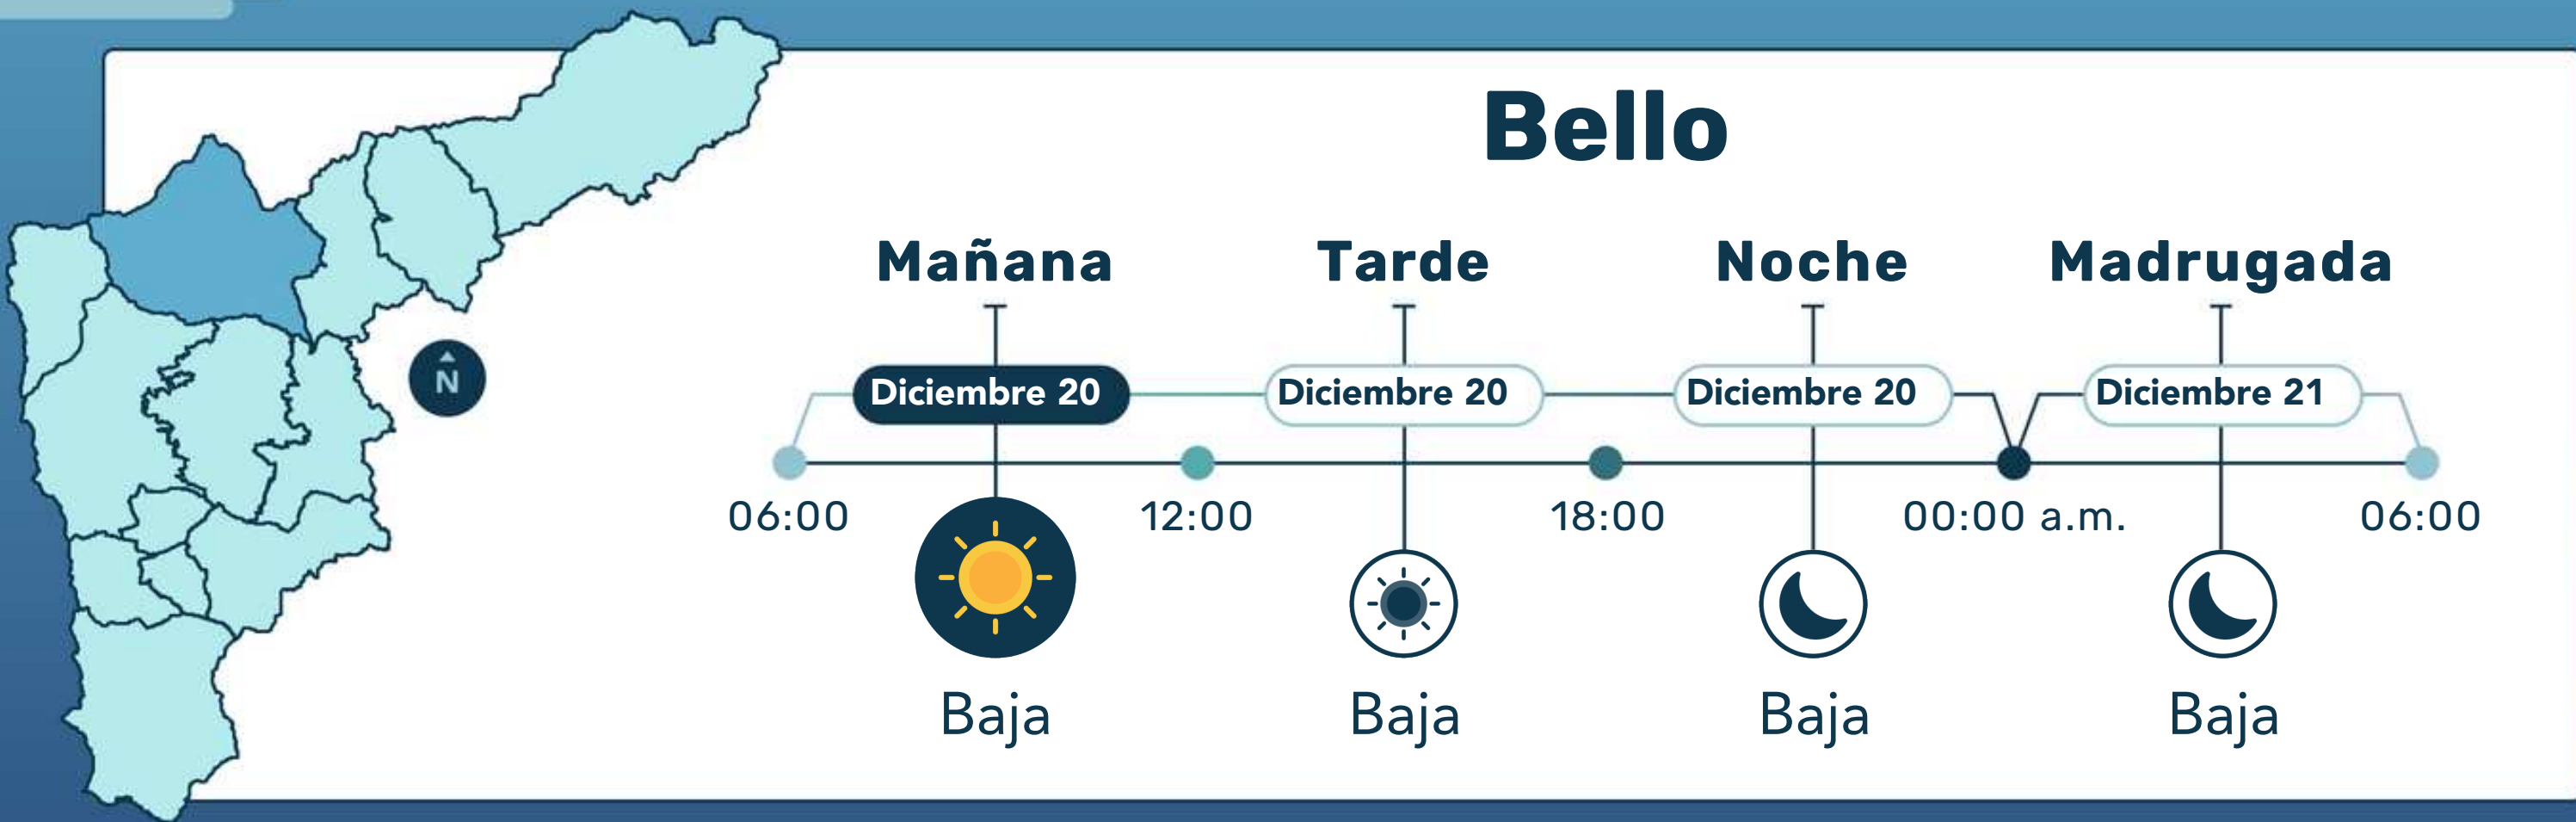 Bello
Mañana Tarde Noche Madrugada
N
Diciembre 20 Diciembre 20 Diciembre 20 Diciembre 21
06:00 12:00 18:00 00:00 a.m. 06:00
Baja Baja Baja Baja